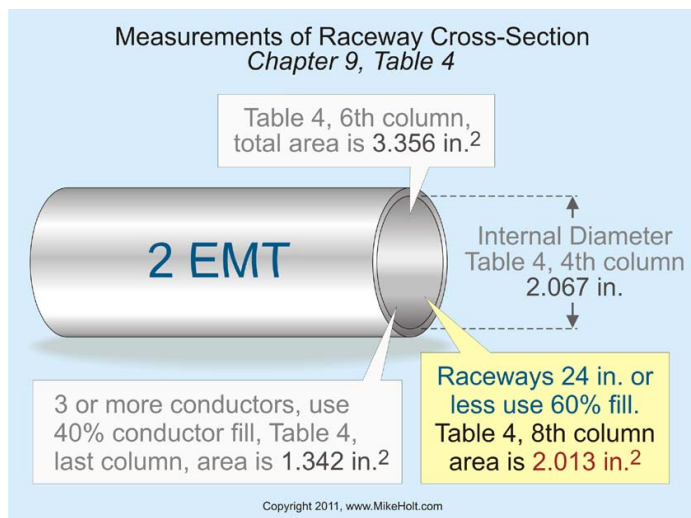 Measurements of Raceway Cross-Section
Chapter 9, Table 4
Table 4, 6th column,
total area is 3.356 in.2
2 EMT
Internal Diameter
Table 4, 4th column
2.067 in.
3 or more conductors, use
40% conductor fill, Table 4,
last column, area is 1.342 in.2
Raceways 24 in. or
less use 60% fill.
Table 4, 8th column
area is 2.013 in.2
Copyright 2011, www.MikeHolt.com